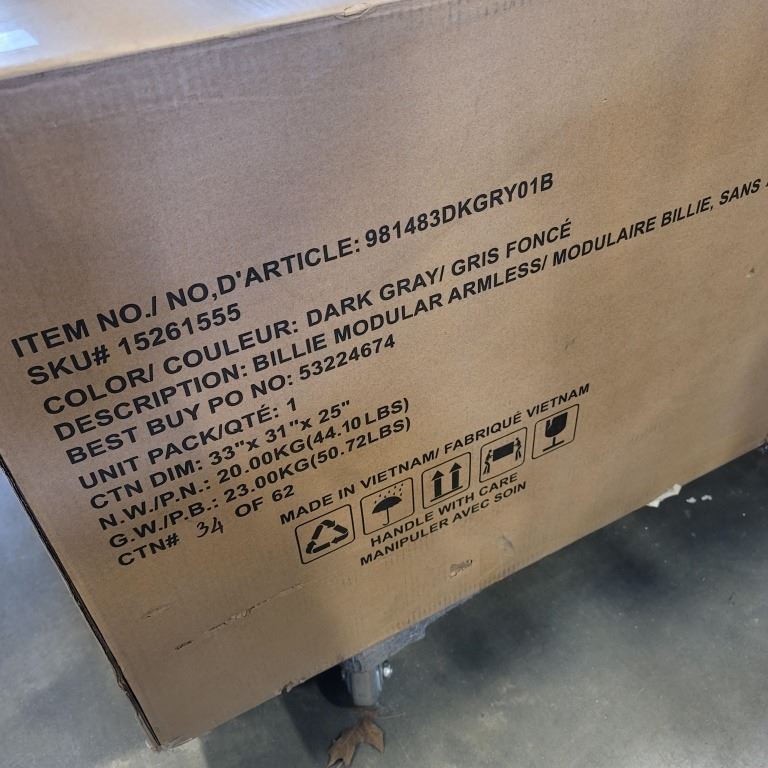 ITEM NO./ NO,D'ARTICLE: 981483DKGRY01B
SKU# 15261555
COLOR/ COULEUR: DARK GRAY/ GRIS FONCÉ
DESCRIPTION: BILLIE MODULAR ARMLESS/ MODULAIRE BILLIE, SANS
BEST BUY PO NO: 53224674
UNIT PACK/QTÉ: 1
CTN DIM: 33"x 31"x 25"
N.W./P.N.: 20.00KG(44.10LBS)
G.W./P.B.: 23.00KG(50.72LBS)
CTN# 34 OF 62
MADE IN VIETNAM/ FABRIQUÉ VIETNAM
HANDLE WITH CARE
MANIPULER AVEC SOIN